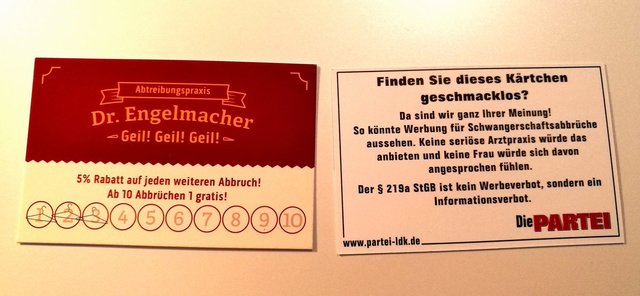 Abtreibungspraxis
Dr. Engelmacher
Geil! Geil! Geil!
5% Rabatt auf jeden weiteren Abbruch!
Ab 10 Abbrüchen 1 gratis!
1 2 3 4 5 6 7 8 9 10
Finden Sie dieses Kärtchen
geschmacklos?
Da sind wir ganz Ihrer Meinung!
So könnte Werbung für Schwangerschaftsabbrüche
aussehen. Keine seriöse Arztpraxis würde das
anbieten und keine Frau würde sich davon
angesprochen fühlen.
Der § 219a StGB ist kein Werbeverbot, sondern ein
Informationsverbot.
Die PARTEI
www.partei-ldk.de